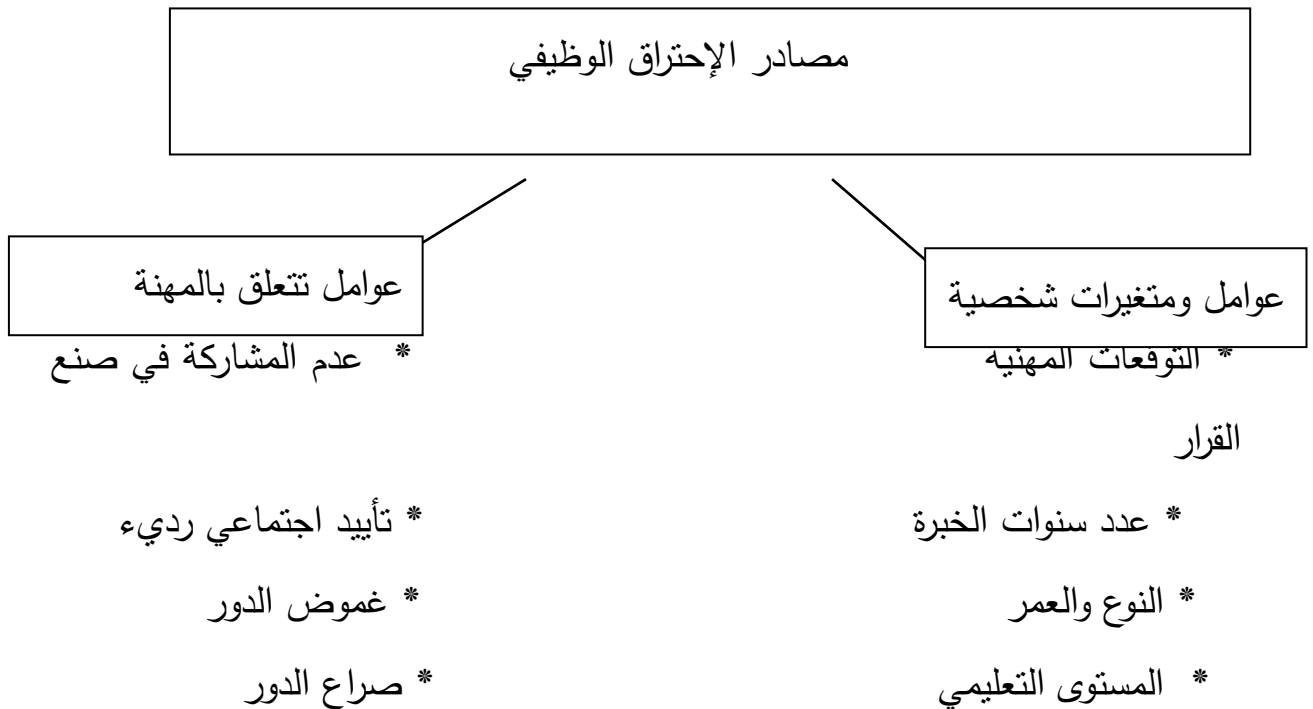 مصادر الإحتراق الوظيفي
عوامل ومتغيرات شخصية
عوامل تتعلق بالمهنة
* التوقعات المهنيه * عدم المشاركة في صنع
القرار
* عدد سنوات الخبرة * تأييد اجتماعي رديء
* النوع والعمر * غموض الدور
* المستوى التعليمي * صراع الدور